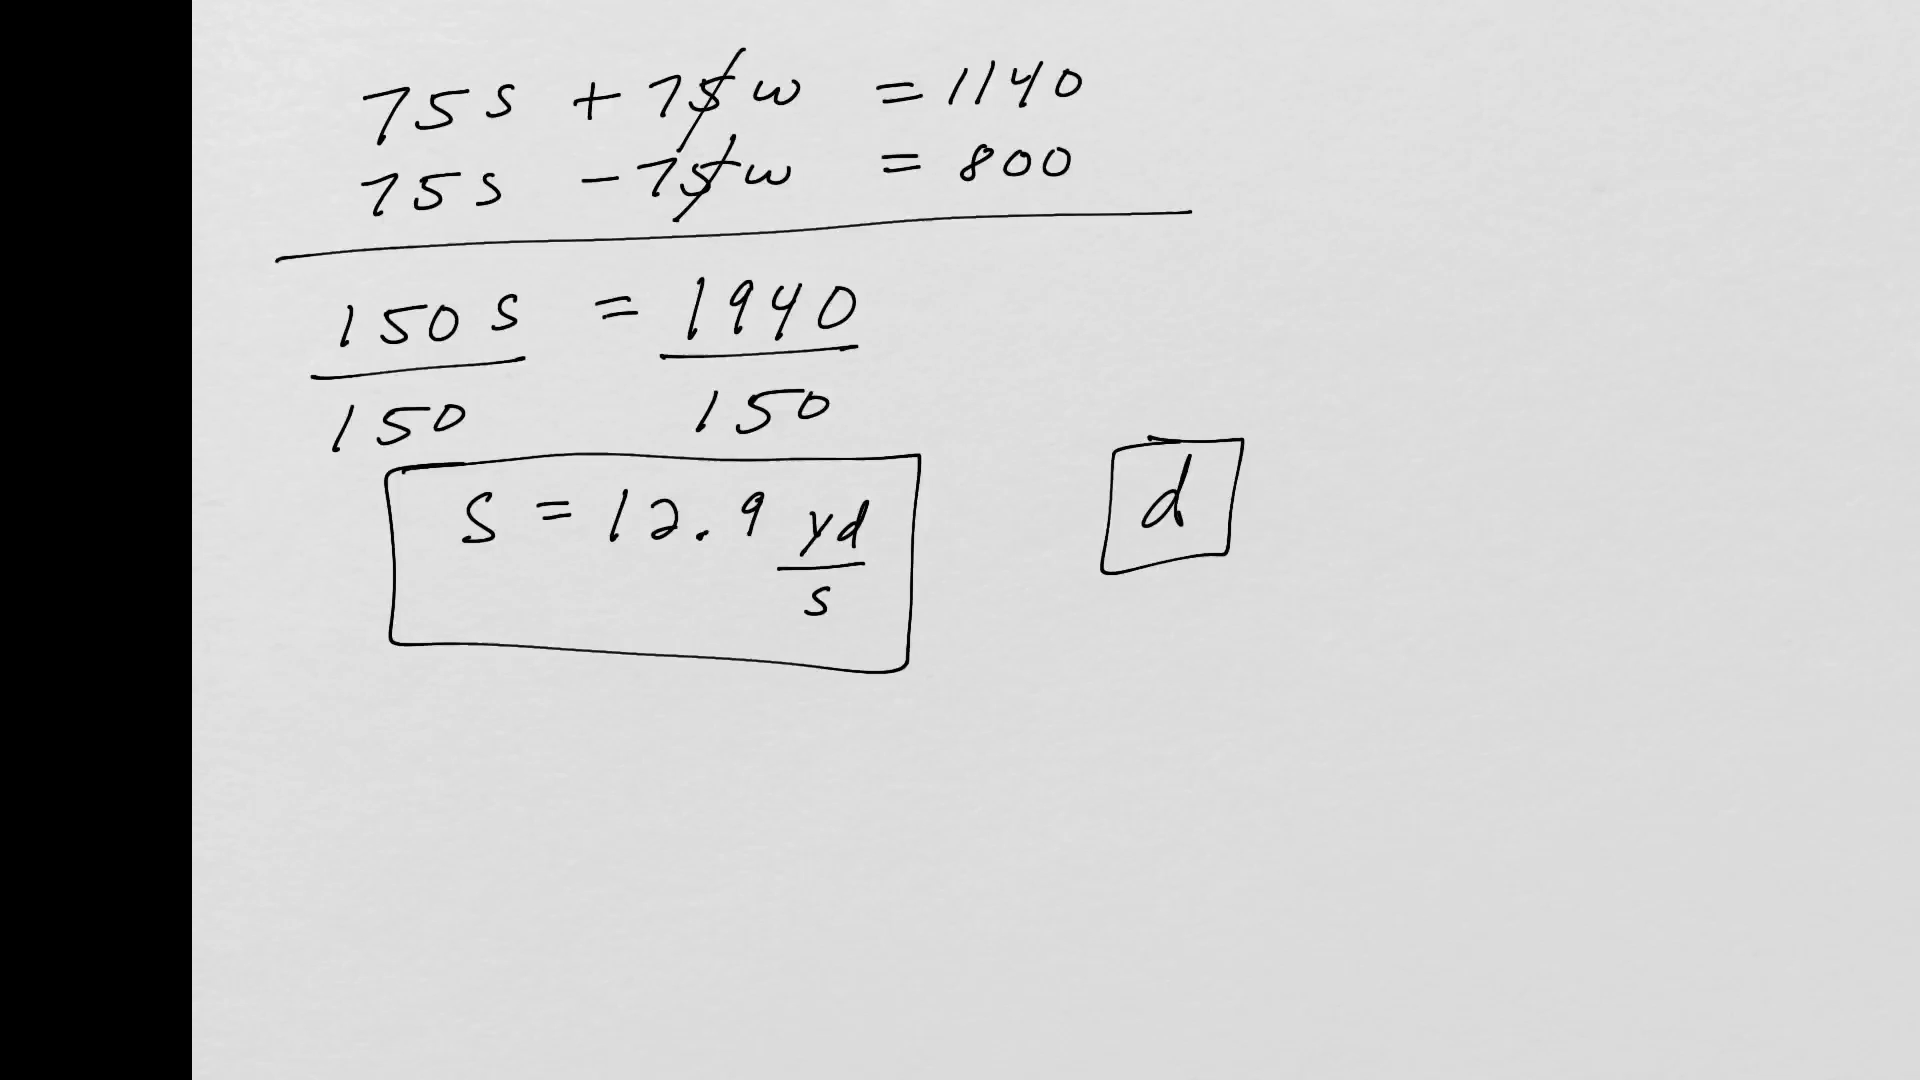 75s + 75w = 1140
75s - 75w = 800
150s = 1940
150 150
s = 12.9 yd
s
d